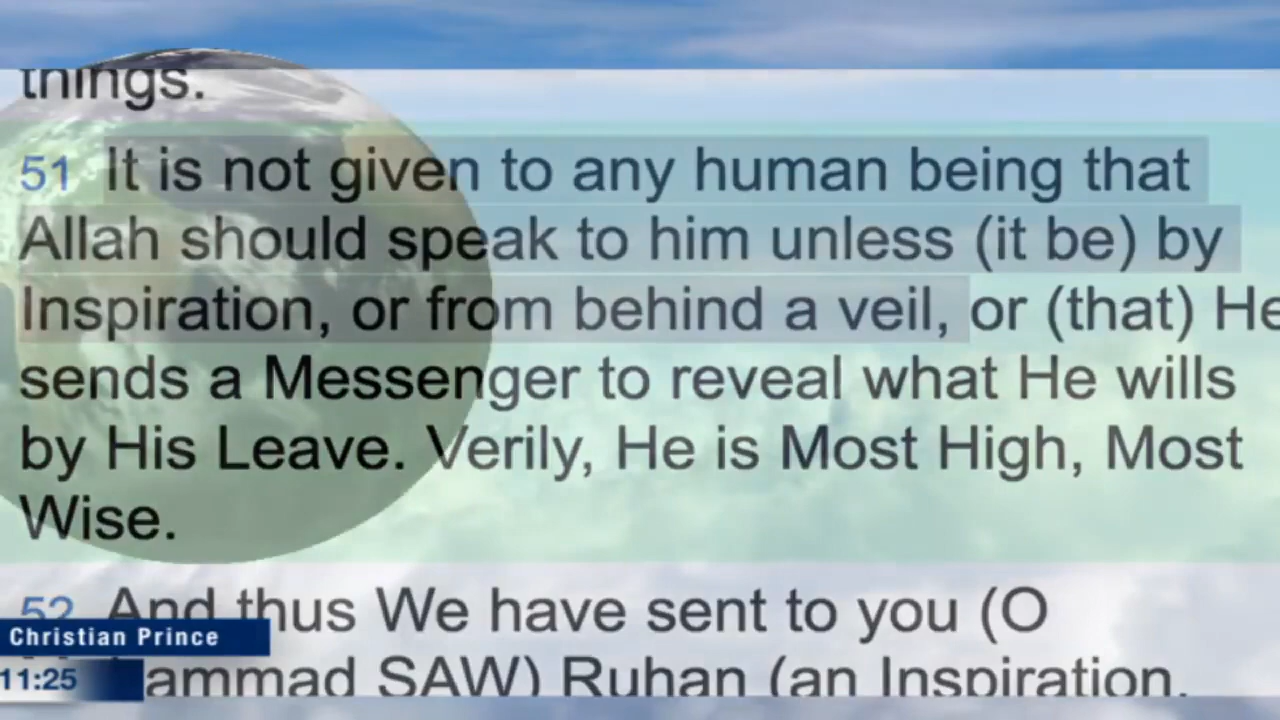 things.
51 It is not given to any human being that
Allah should speak to him unless (it be) by
Inspiration, or from behind a veil, or (that) He
sends a Messenger to reveal what He wills
by His Leave. Verily, He is Most High, Most
Wise.
52 And thus We have sent to you (O
ammad SAW) Ruhan (an Inspiration,
Christian Prince
11:25